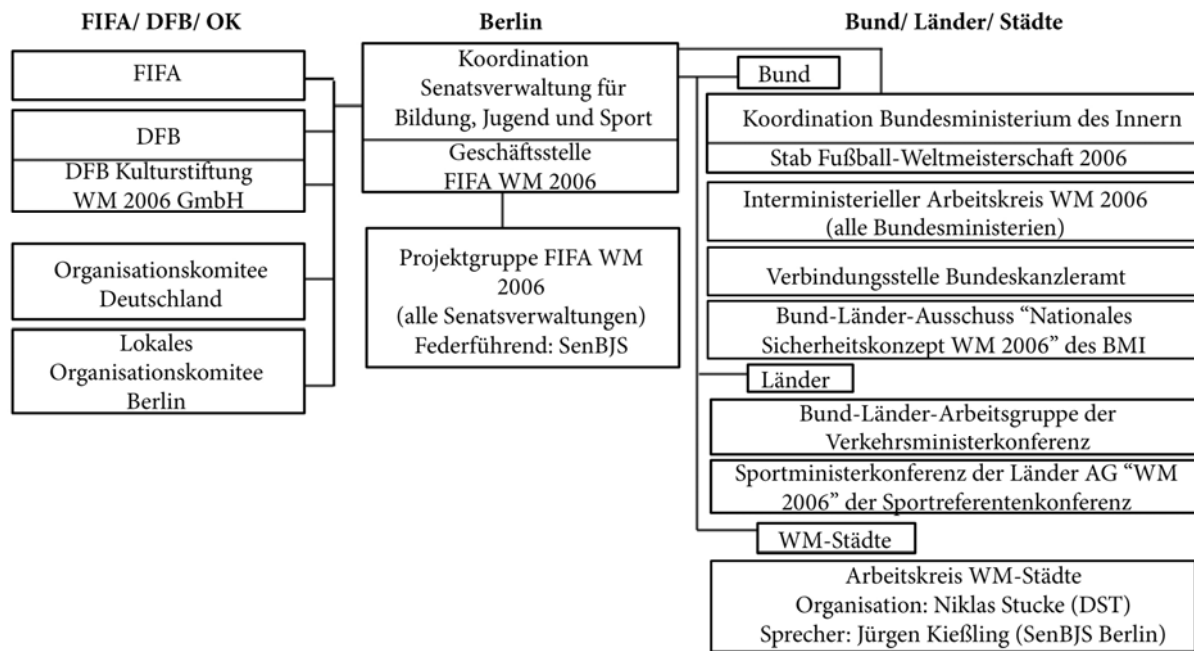 FIFA/ DFB/ OK
FIFA
DFB
DFB Kulturstiftung
WM 2006 GmbH
Organisationskomitee
Deutschland
Lokales
Organisationskomitee
Berlin
Berlin
Koordination
Senatsverwaltung für
Bildung, Jugend und Sport
Geschäftsstelle
FIFA WM 2006
Projektgruppe FIFA WM
2006
(alle Senatsverwaltungen)
Federführend: SenBJS
Bund/ Länder/ Städte
Bund
Koordination Bundesministerium des Innern
Stab Fußball-Weltmeisterschaft 2006
Interministerieller Arbeitskreis WM 2006
(alle Bundesministerien)
Verbindungsstelle Bundeskanzleramt
Bund-Länder-Ausschuss “Nationales
Sicherheitskonzept WM 2006” des BMI
Länder
Bund-Länder-Arbeitsgruppe der
Verkehrsministerkonferenz
Sportministerkonferenz der Länder AG “WM
2006” der Sportreferentenkonferenz
WM-Städte
Arbeitskreis WM-Städte
Organisation: Niklas Stucke (DST)
Sprecher: Jürgen Kießling (SenBJS Berlin)